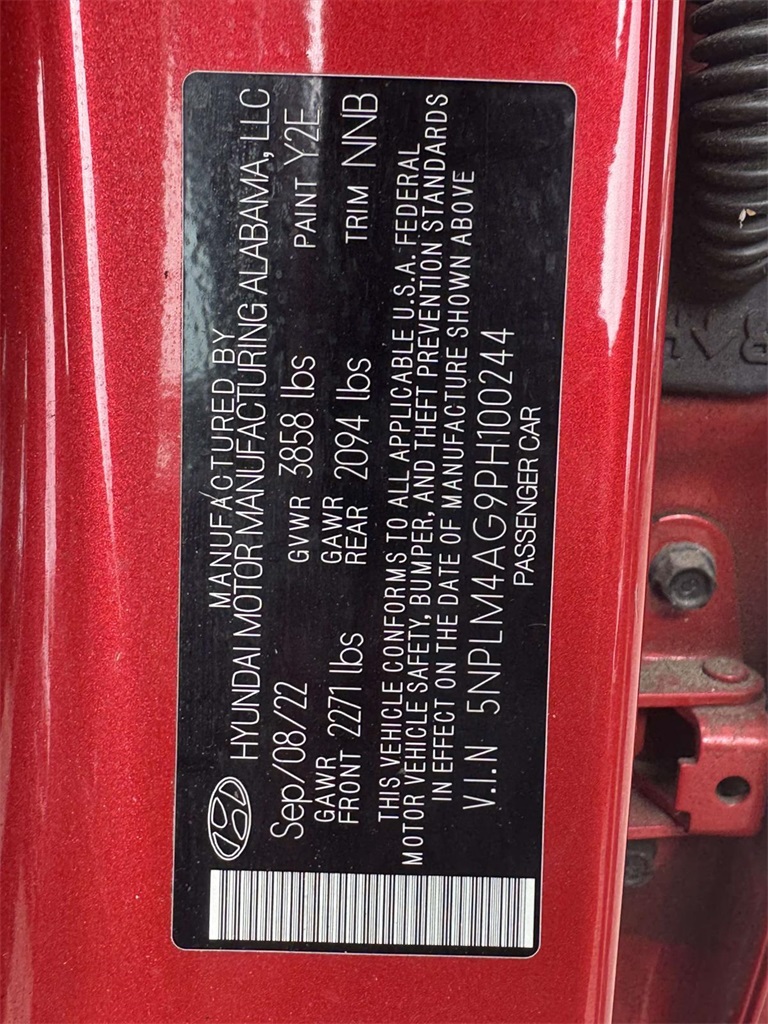 MANUFACTURED BY
HYUNDAI MOTOR MANUFACTURING ALABAMA, LLC
Sep/08/22 GVWR 3858 lbs PAINT Y2E
GAWR GAWR
FRONT 2271 lbs REAR 2094 lbs TRIM NNB
THIS VEHICLE CONFORMS TO ALL APPLICABLE U.S.A. FEDERAL
MOTOR VEHICLE SAFETY, BUMPER, AND THEFT PREVENTION STANDARDS
IN EFFECT ON THE DATE OF MANUFACTURE SHOWN ABOVE
V.I.N 5NPLM4AG9PH100244
PASSENGER CAR